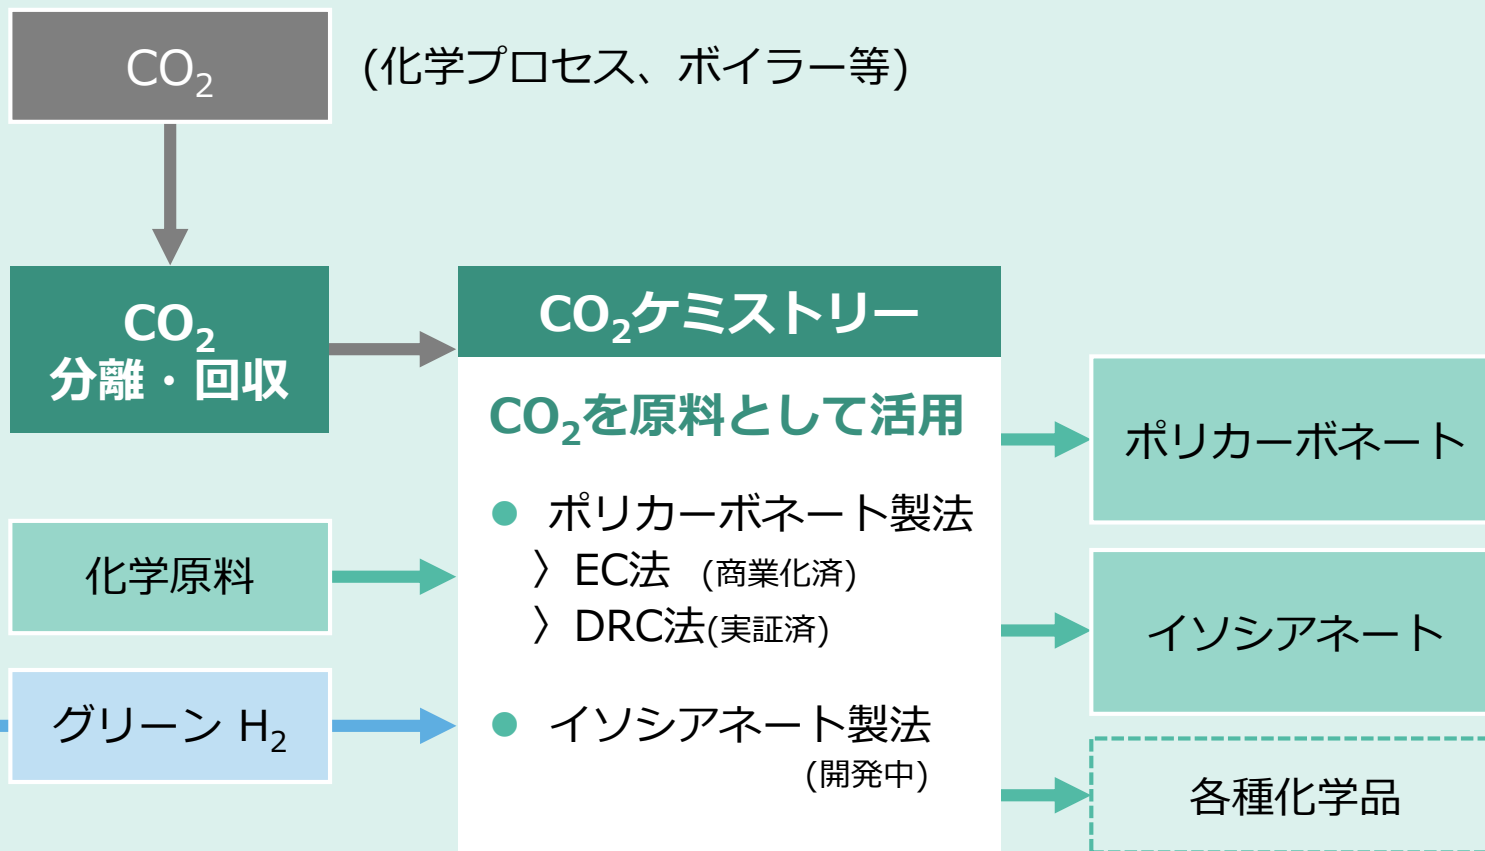 CO₂
(化学プロセス、ボイラー等)
CO₂
分離・回収
化学原料
グリーン H₂
CO₂ケミストリー
CO₂を原料として活用
● ポリカーボネート製法
〉EC法 (商業化済)
〉DRC法(実証済)
● イソシアネート製法
(開発中)
ポリカーボネート
イソシアネート
各種化学品